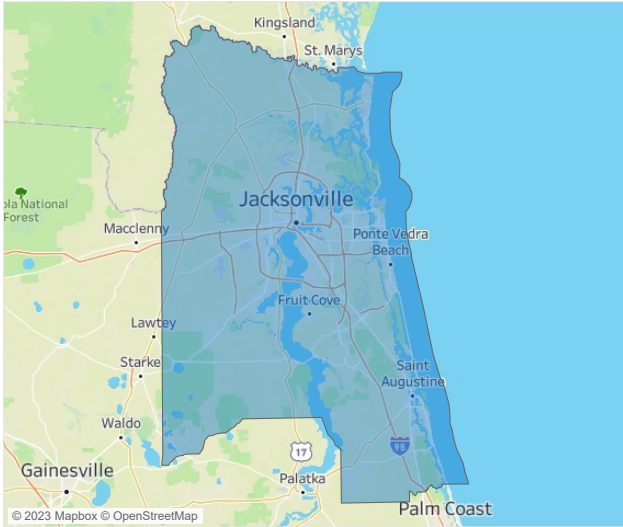 Kingsland
St. Marys
ola National
Forest
Jacksonville
Macclenny
Ponte Vedra
Beach
Fruit Cove
Lawtey
Starke
Saint
Augustine
Waldo
17
95
Gainesville
Palatka
Palm Coast
© 2023 Mapbox © OpenStreetMap